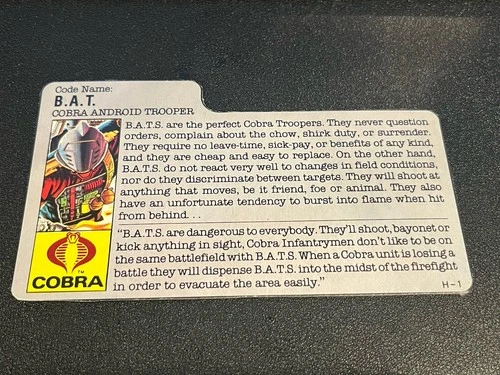 Code Name:
B.A.T.
COBRA ANDROID TROOPER
B.A.T.S. are the perfect Cobra Troopers. They never question
orders, complain about the chow, shirk duty, or surrender.
They require no leave-time, sick-pay, or benefits of any kind,
and they are cheap and easy to replace. On the other hand,
B.A.T.S. do not react very well to changes in field conditions,
nor do they discriminate between targets. They will shoot at
anything that moves, be it friend, foe or animal. They also
have an unfortunate tendency to burst into flame when hit
from behind. . .
"B.A.T.S. are dangerous to everybody. They'll shoot, bayonet or
kick anything in sight, Cobra Infantrymen don't like to be on
the same battlefield with B.A.T.S. When a Cobra unit is losing a
battle they will dispense B.A.T.S. into the midst of the firefight
in order to evacuate the area easily."
TM
COBRA
H-1